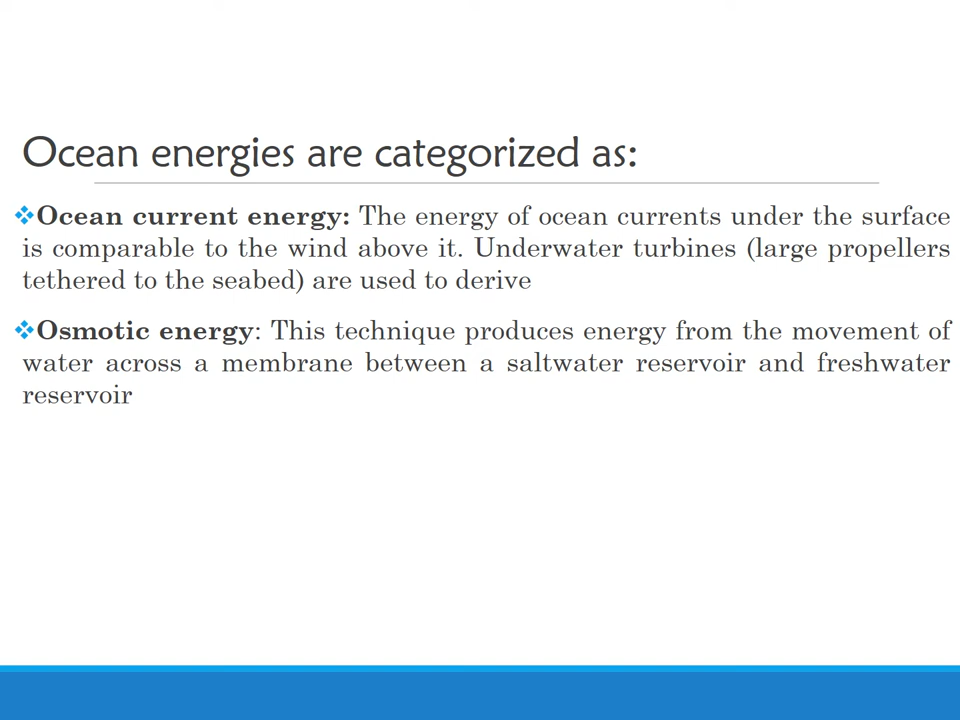 Ocean energies are categorized as:
❖Ocean current energy: The energy of ocean currents under the surface
is comparable to the wind above it. Underwater turbines (large propellers
tethered to the seabed) are used to derive
❖Osmotic energy: This technique produces energy from the movement of
water across a membrane between a saltwater reservoir and freshwater
reservoir